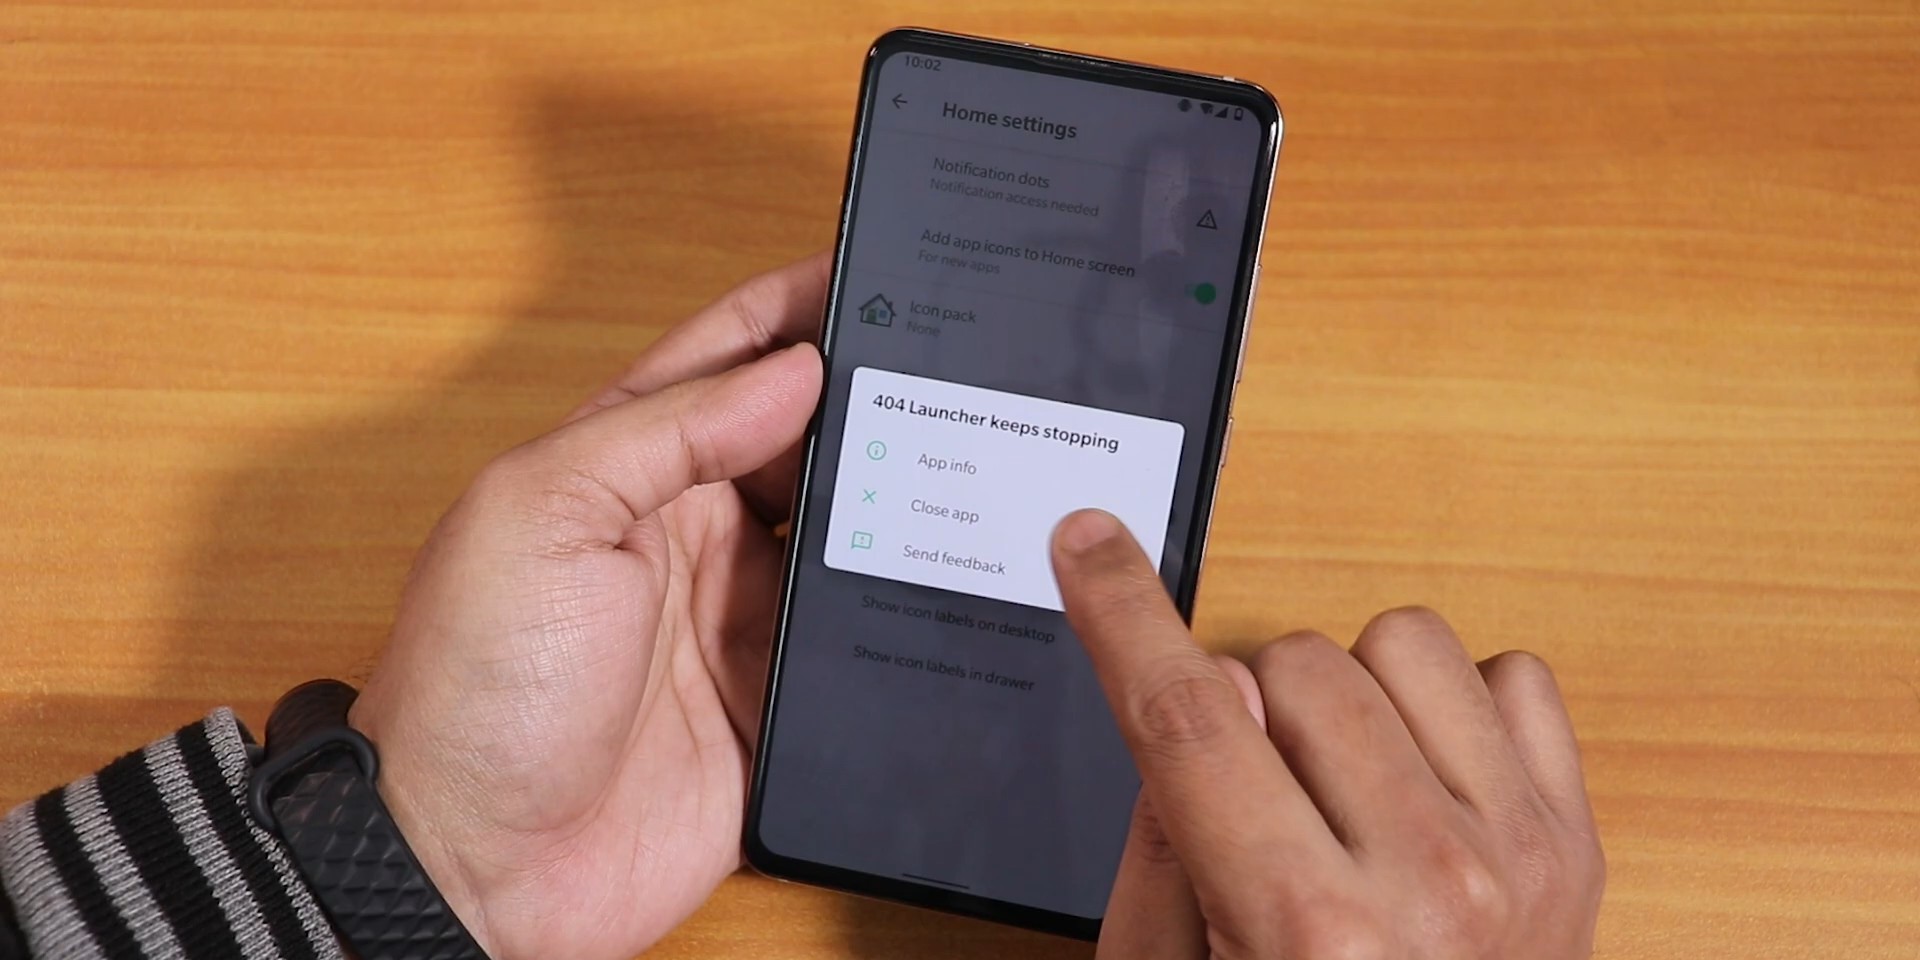 10:02
Home settings
Notification dots
Notification access needed
Add app icons to Home screen
For new apps
Icon pack
None
404 Launcher keeps stopping
App info
Close app
Send feedback
Show icon labels on desktop
Show icon labels in drawer